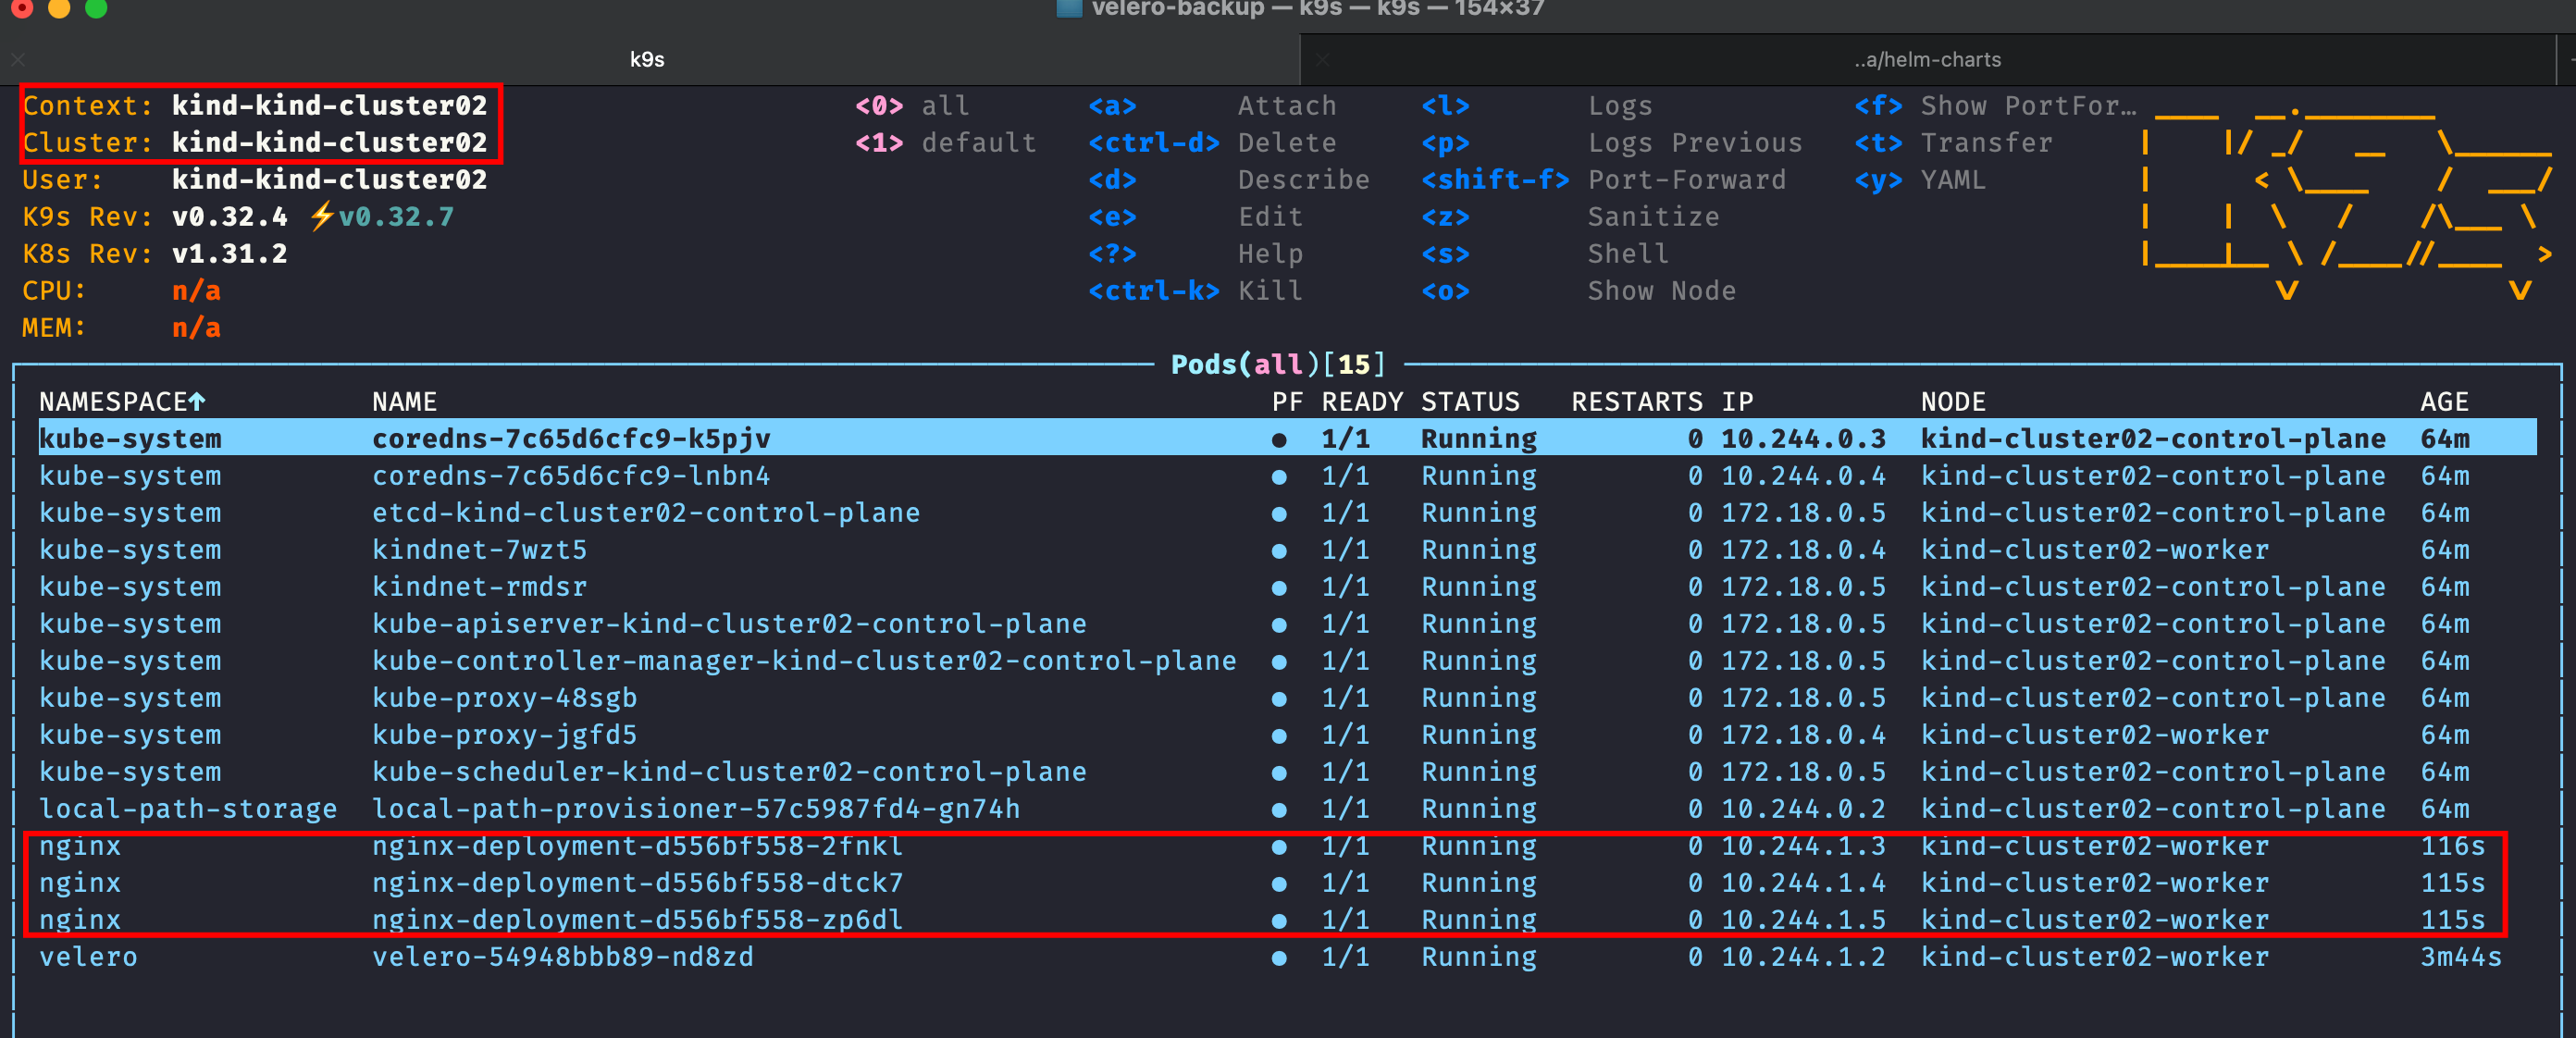 velero-backup — k9s — k9s — 154×37
k9s ..a/helm-charts
Context: kind-kind-cluster02 <0> all <a> Attach <l> Logs <f> Show PortFor…
Cluster: kind-kind-cluster02 <1> default <ctrl-d> Delete <p> Logs Previous <t> Transfer
User: kind-kind-cluster02 <d> Describe <shift-f> Port-Forward <y> YAML
K9s Rev: v0.32.4 ⚡v0.32.7 <e> Edit <z> Sanitize
K8s Rev: v1.31.2 <?> Help <s> Shell
CPU: n/a <ctrl-k> Kill <o> Show Node
MEM: n/a
Pods(all)[15]
NAMESPACE↑ NAME PF READY STATUS RESTARTS IP NODE AGE
kube-system coredns-7c65d6cfc9-k5pjv ● 1/1 Running 0 10.244.0.3 kind-cluster02-control-plane 64m
kube-system coredns-7c65d6cfc9-lnbn4 ● 1/1 Running 0 10.244.0.4 kind-cluster02-control-plane 64m
kube-system etcd-kind-cluster02-control-plane ● 1/1 Running 0 172.18.0.5 kind-cluster02-control-plane 64m
kube-system kindnet-7wzt5 ● 1/1 Running 0 172.18.0.4 kind-cluster02-worker 64m
kube-system kindnet-rmdsr ● 1/1 Running 0 172.18.0.5 kind-cluster02-control-plane 64m
kube-system kube-apiserver-kind-cluster02-control-plane ● 1/1 Running 0 172.18.0.5 kind-cluster02-control-plane 64m
kube-system kube-controller-manager-kind-cluster02-control-plane ● 1/1 Running 0 172.18.0.5 kind-cluster02-control-plane 64m
kube-system kube-proxy-48sgb ● 1/1 Running 0 172.18.0.5 kind-cluster02-control-plane 64m
kube-system kube-proxy-jgfd5 ● 1/1 Running 0 172.18.0.4 kind-cluster02-worker 64m
kube-system kube-scheduler-kind-cluster02-control-plane ● 1/1 Running 0 172.18.0.5 kind-cluster02-control-plane 64m
local-path-storage local-path-provisioner-57c5987fd4-gn74h ● 1/1 Running 0 10.244.0.2 kind-cluster02-control-plane 64m
nginx nginx-deployment-d556bf558-2fnkl ● 1/1 Running 0 10.244.1.3 kind-cluster02-worker 116s
nginx nginx-deployment-d556bf558-dtck7 ● 1/1 Running 0 10.244.1.4 kind-cluster02-worker 115s
nginx nginx-deployment-d556bf558-zp6dl ● 1/1 Running 0 10.244.1.5 kind-cluster02-worker 115s
velero velero-54948bbb89-nd8zd ● 1/1 Running 0 10.244.1.2 kind-cluster02-worker 3m44s